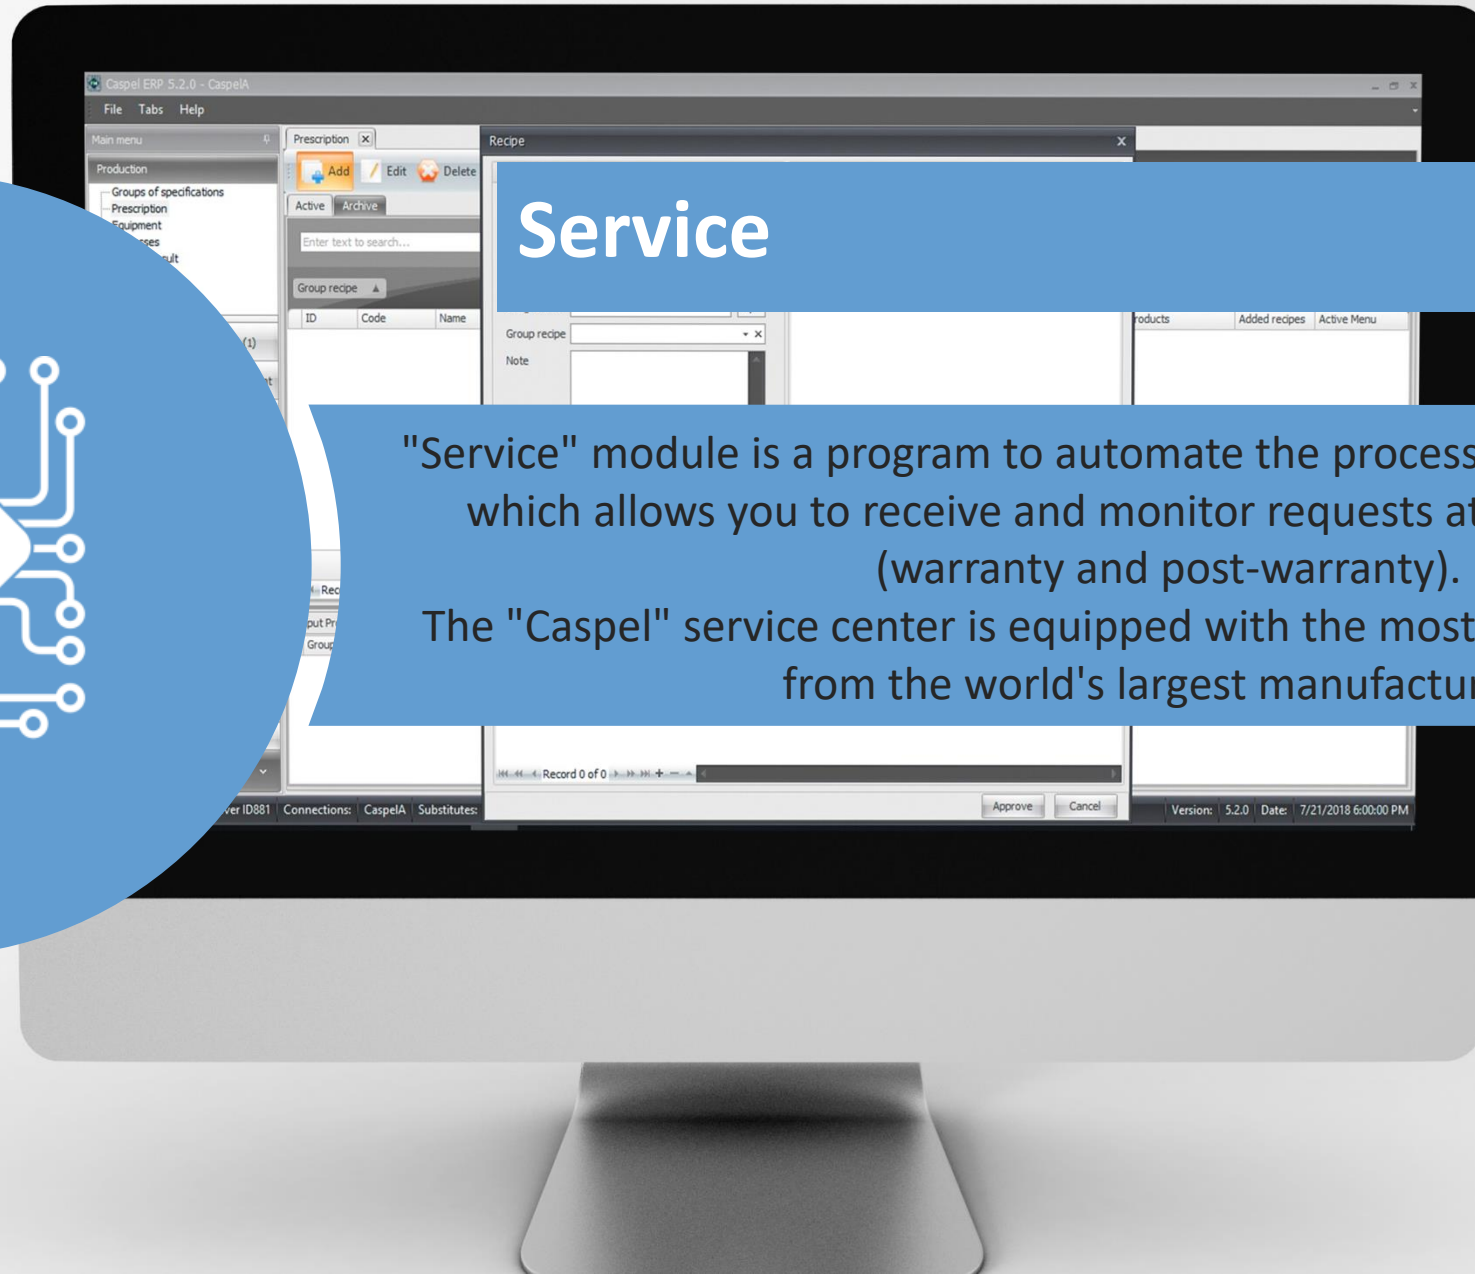 Caspel ERP 5.2.0 - CaspelA
File Tabs Help
Main menu
Prescription
Recipe
Production
Add Edit Delete
Groups of specifications
Prescription
Equipment
Active Archive
Enter text to search...
Service
Group recipe
ID Code Name
Products Added recipes Active Menu
Group recipe
(1)
Note
"Service" module is a program to automate the process
which allows you to receive and monitor requests at
(warranty and post-warranty).
The "Caspel" service center is equipped with the most
from the world's largest
Record 0 of 0
Approve Cancel
ID881 Connections: CaspelA Substitutes:
Version: 5.2.0 Date: 7/21/2018 6:00:00 PM